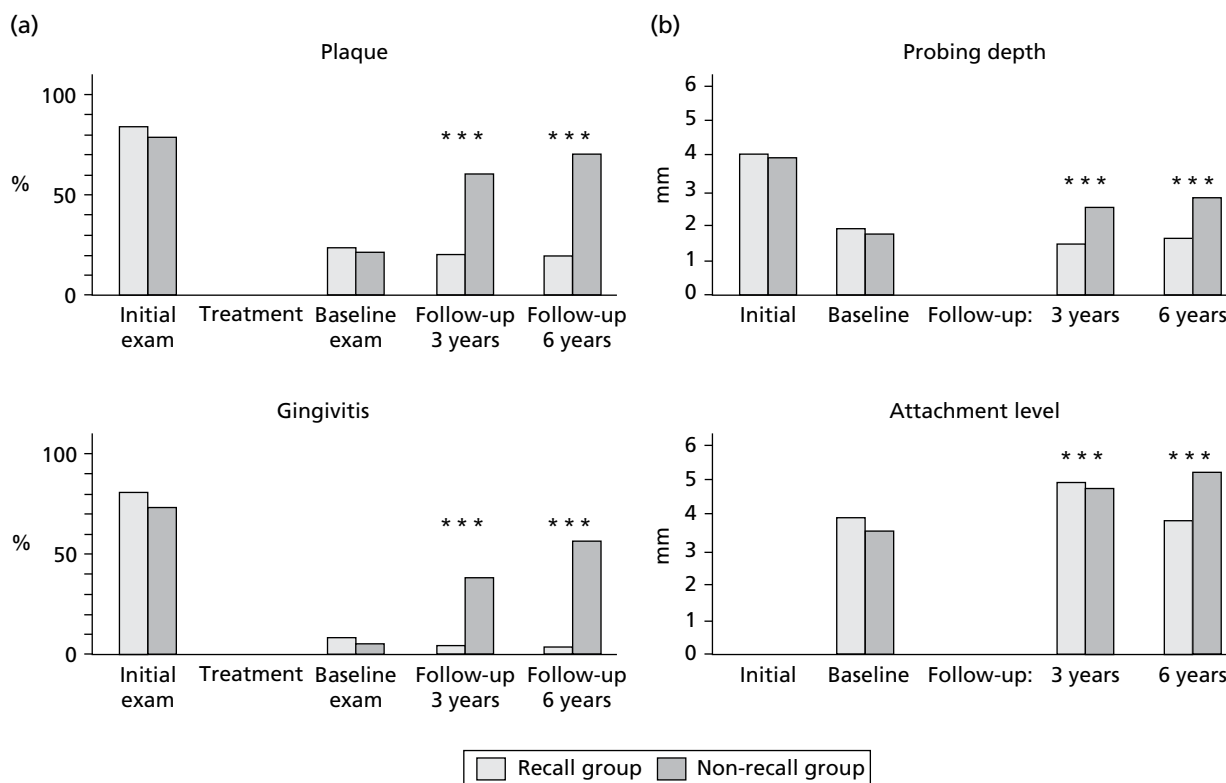 (a)
Plaque
100
%
50
0
* * *
* * *
Initial exam
Treatment
Baseline exam
Follow-up 3 years
Follow-up 6 years
Gingivitis
100
%
50
0
* * *
* * *
Initial exam
Treatment
Baseline exam
Follow-up 3 years
Follow-up 6 years
(b)
Probing depth
6
5
4
3
2
1
0
mm
* * *
* * *
Initial
Baseline
Follow-up:
3 years
6 years
Attachment level
6
5
4
3
2
1
0
mm
* * *
* * *
Initial
Baseline
Follow-up:
3 years
6 years
Recall group
Non-recall group